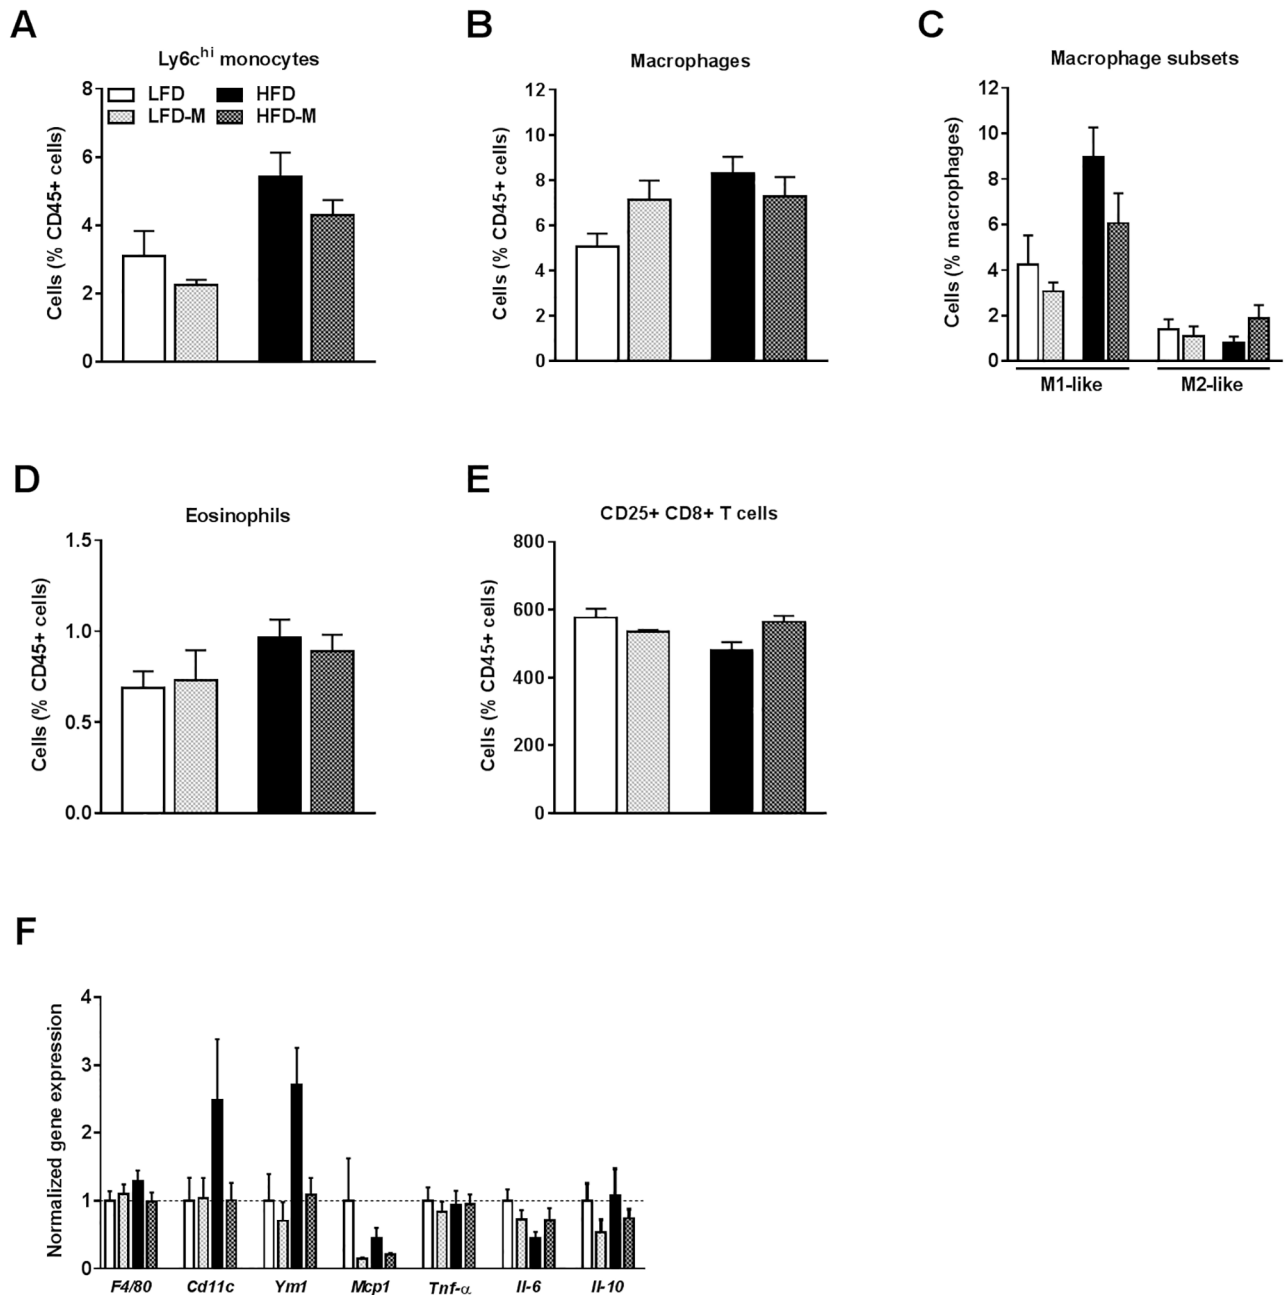 A
Ly6c^hi monocytes
Cells (% CD45+ cells)
8
6
4
2
0
LFD
HFD
LFD-M
HFD-M
B
Macrophages
Cells (% CD45+ cells)
12
10
8
6
4
2
0
C
Macrophage subsets
Cells (% macrophages)
12
10
8
6
4
2
0
M1-like
M2-like
D
Eosinophils
Cells (% CD45+ cells)
1.5
1.0
0.5
0.0
E
CD25+ CD8+ T cells
Cells (% CD45+ cells)
800
600
400
200
0
F
Normalized gene expression
4
3
2
1
0
F4/80
Cd11c
Ym1
Mcp1
Tnf-α
Il-6
Il-10